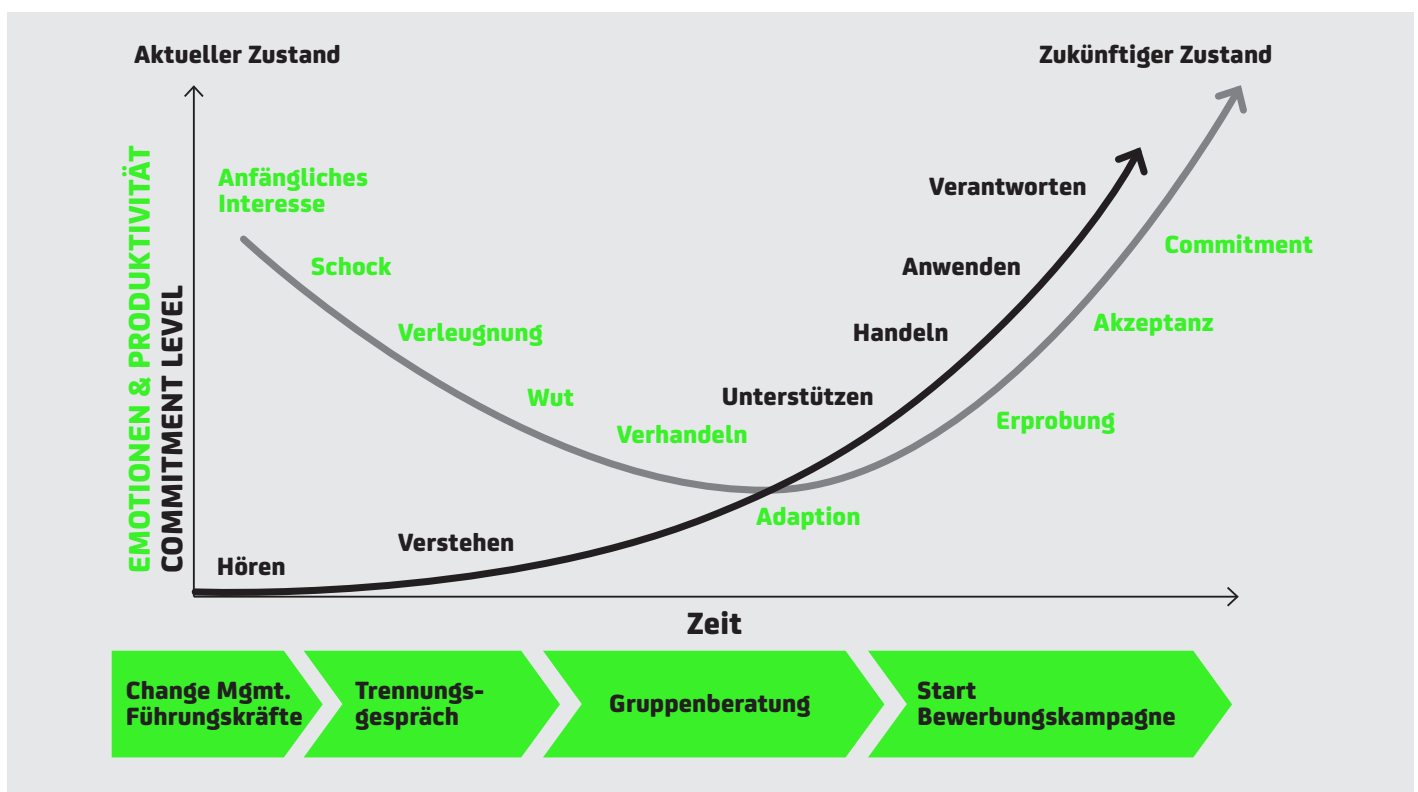 Aktueller Zustand
Zukünftiger Zustand
EMOTIONEN & PRODUKTIVITÄT
COMMITMENT LEVEL
Anfängliches
Interesse
Schock
Verleugnung
Wut
Verhandeln
Adaption
Erprobung
Akzeptanz
Commitment
Hören
Verstehen
Unterstützen
Handeln
Anwenden
Verantworten
Zeit
Change Mgmt.
Führungskräfte
Trennungs-
gespräch
Gruppenberatung
Start
Bewerbungskampagne